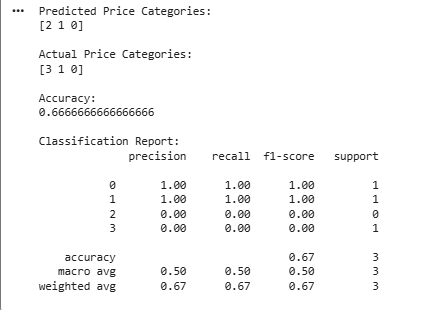 ••• Predicted Price Categories:
[2 1 0]
Actual Price Categories:
[3 1 0]
Accuracy:
0.6666666666666666
Classification Report:
precision recall f1-score support
0 1.00 1.00 1.00 1
1 1.00 1.00 1.00 1
2 0.00 0.00 0.00 0
3 0.00 0.00 0.00 1
accuracy 0.67 3
macro avg 0.50 0.50 0.50 3
weighted avg 0.67 0.67 0.67 3